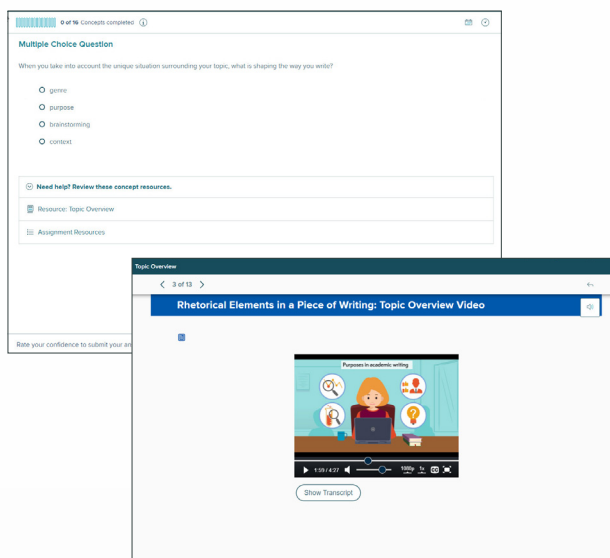 0 of 16 Concepts completed
Multiple Choice Question
When you take into account the unique situation surrounding your topic, what is shaping the way you write?
genre
purpose
brainstorming
context
Need help? Review these concept resources.
Resource: Topic Overview
Assignment Resources
Rate your confidence to submit your an
Topic Overview
3 of 13
Rhetorical Elements in a Piece of Writing: Topic Overview Video
Purposes in academic writing
1:59 / 4:27 1080p 1x CC
Show Transcript